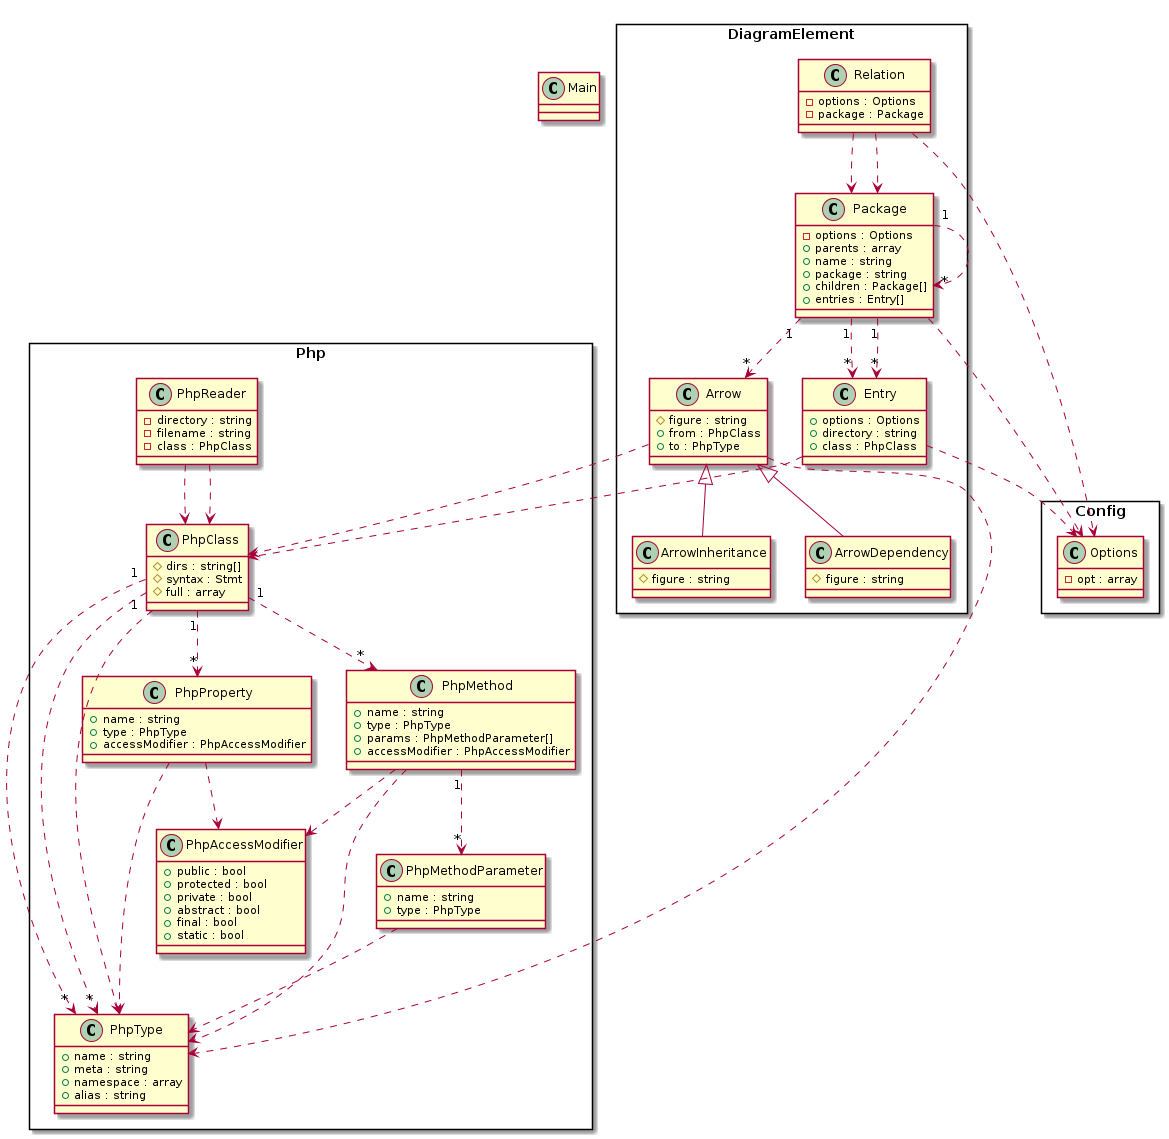 DiagramElement
C Relation
options : Options
package : Package
C Main
C Package
options : Options
parents : array
name : string
package : string
children : Package[]
entries : Entry[]
1
*
1
1
1
*
*
*
Php
C PhpReader
directory : string
filename : string
class : PhpClass
C Arrow
figure : string
from : PhpClass
to : PhpType
C Entry
options : Options
directory : string
class : PhpClass
Config
C Options
opt : array
C PhpClass
dirs : string[]
syntax : Stmt
full : array
C ArrowInheritance
figure : string
C ArrowDependency
figure : string
1
1
1
1
*
*
C PhpProperty
name : string
type : PhpType
accessModifier : PhpAccessModifier
C PhpMethod
name : string
type : PhpType
params : PhpMethodParameter[]
accessModifier : PhpAccessModifier
1
*
C PhpAccessModifier
public : bool
protected : bool
private : bool
abstract : bool
final : bool
static : bool
C PhpMethodParameter
name : string
type : PhpType
*
*
C PhpType
name : string
meta : string
namespace : array
alias : string